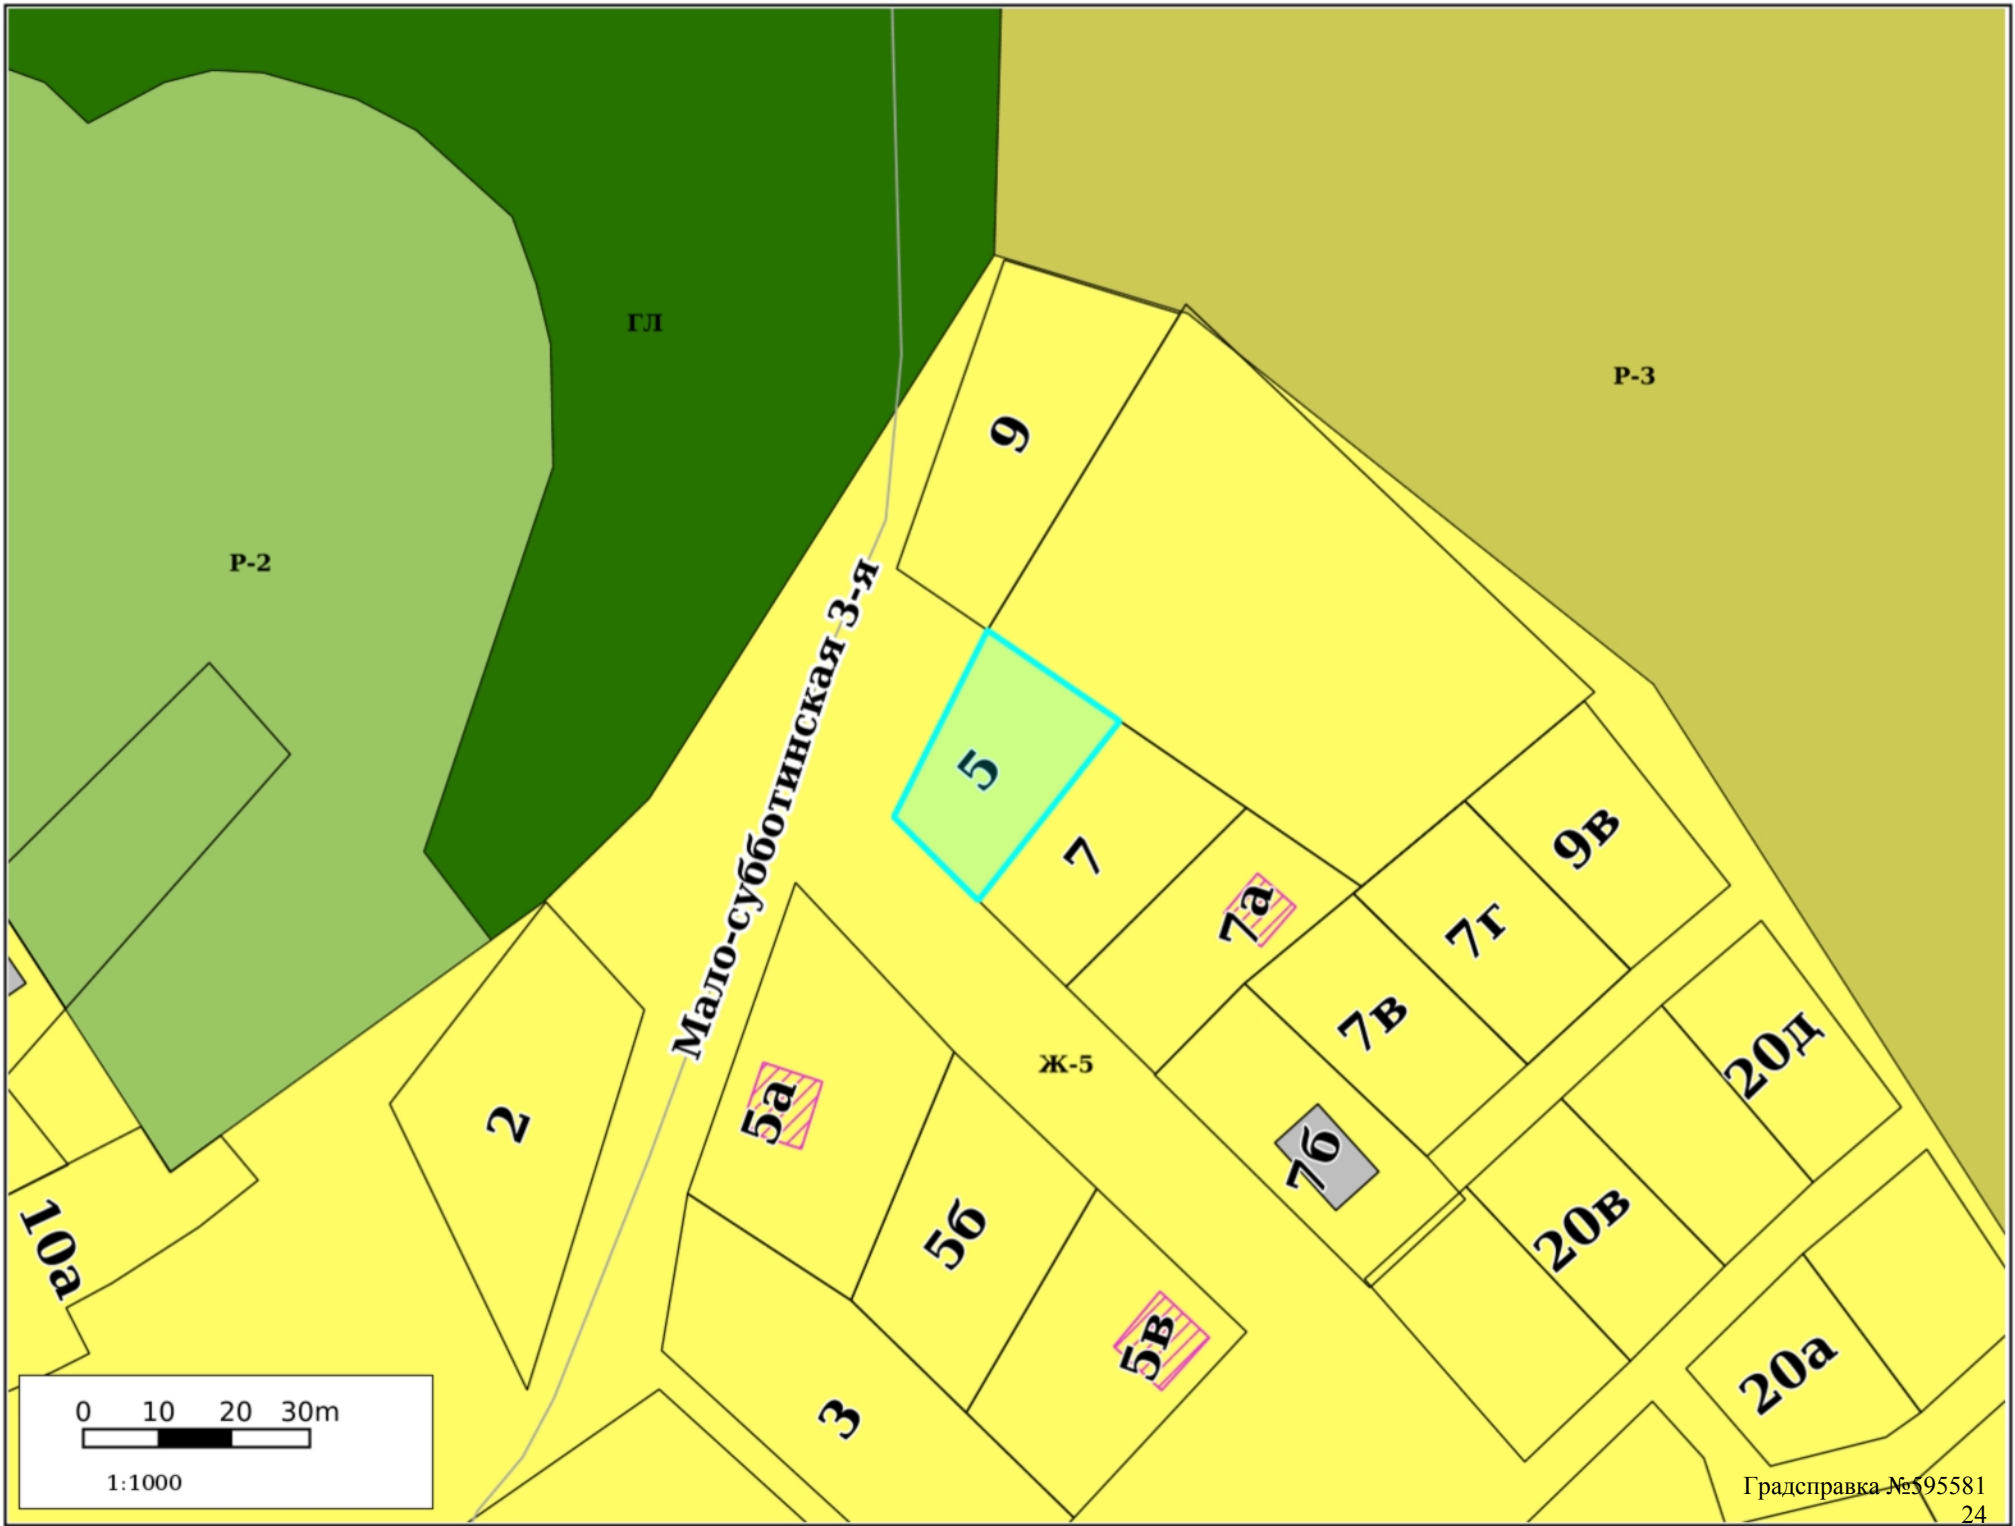 ГЛ
Р-3
9
Р-2
Мало-субботинская 3-я
5
9в
7
7а
7г
7в
20д
Ж-5
5а
2
7б
5б
20в
10а
5в
20а
3
0 10 20 30m
1:1000
Градсправка №595581
24